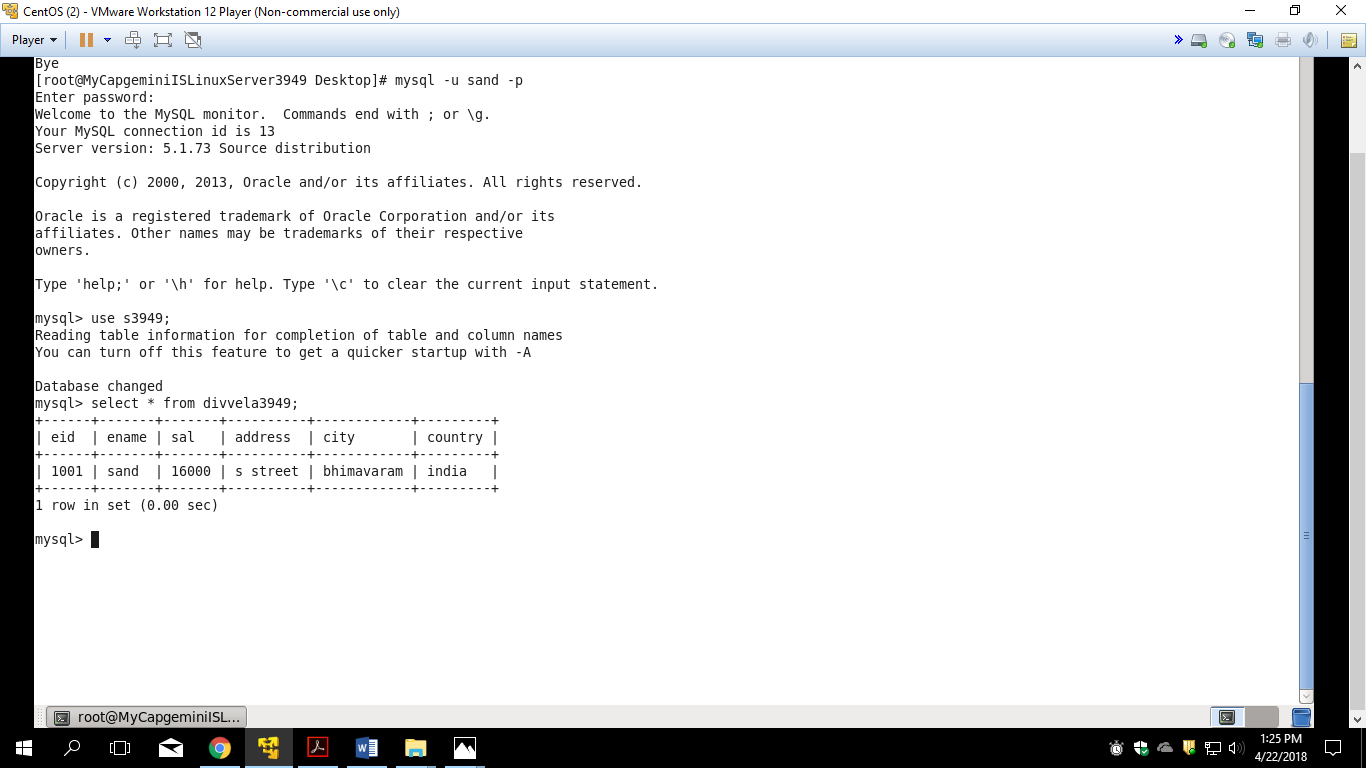 CentOS (2) - VMware Workstation 12 Player (Non-commercial use only)
Player
Bye
[root@MyCapgeminiISLinuxServer3949 Desktop]# mysql -u sand -p
Enter password:
Welcome to the MySQL monitor.  Commands end with ; or \g.
Your MySQL connection id is 13
Server version: 5.1.73 Source distribution
Copyright (c) 2000, 2013, Oracle and/or its affiliates. All rights reserved.
Oracle is a registered trademark of Oracle Corporation and/or its
affiliates. Other names may be trademarks of their respective
owners.
Type 'help;' or '\h' for help. Type '\c' to clear the current input statement.
mysql> use s3949;
Reading table information for completion of table and column names
You can turn off this feature to get a quicker startup with -A
Database changed
mysql> select * from divvela3949;
+------+-------+-------+----------+------------+---------+
| eid  | ename | sal   | address  | city       | country |
+------+-------+-------+----------+------------+---------+
| 1001 | sand  | 16000 | s street | bhimavaram | india   |
+------+-------+-------+----------+------------+---------+
1 row in set (0.00 sec)
mysql>
root@MyCapgeminiISL...
1:25 PM
4/22/2018